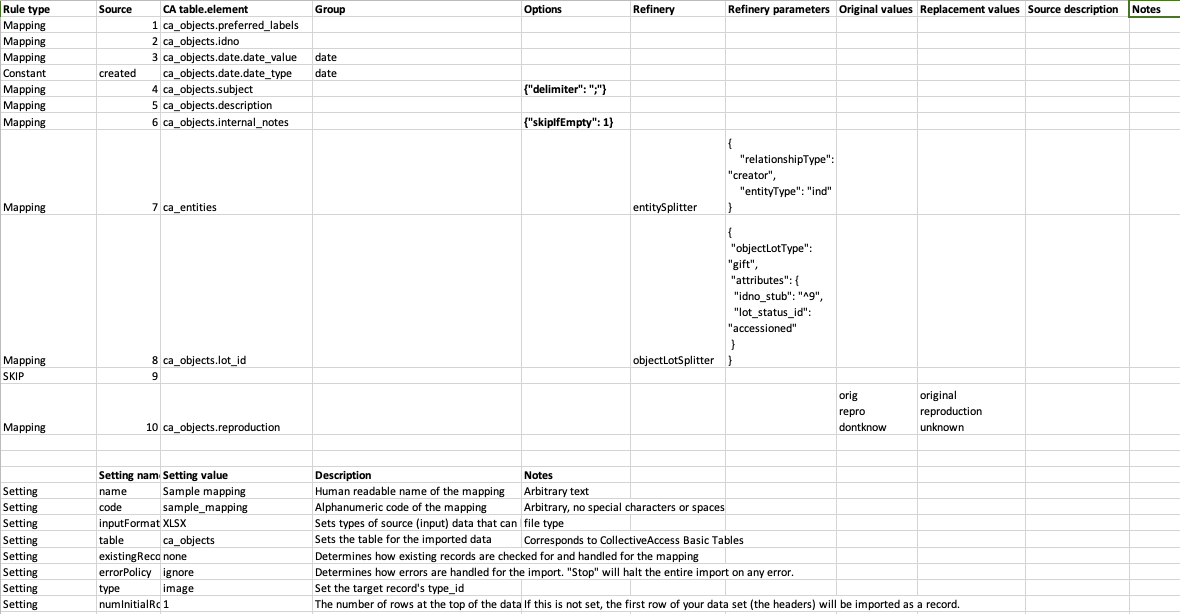 Rule type Source CA table.element Group Options Refinery Refinery parameters Original values Replacement values Source description Notes
Mapping 1 ca_objects.preferred_labels
Mapping 2 ca_objects.idno
Mapping 3 ca_objects.date.date_value date
Constant created ca_objects.date.date_type date
Mapping 4 ca_objects.subject {"delimiter": ";"}
Mapping 5 ca_objects.description
Mapping 6 ca_objects.internal_notes {"skipIfEmpty": 1}
{
"relationshipType":
"creator",
"entityType": "ind"
Mapping 7 ca_entities entitySplitter }
{
"objectLotType":
"gift",
"attributes": {
"idno_stub": "^9",
"lot_status_id":
"accessioned"
}
Mapping 8 ca_objects.lot_id objectLotSplitter }
SKIP 9
orig original
repro reproduction
Mapping 10 ca_objects.reproduction dontknow unknown
Setting nam Setting value Description Notes
Setting name Sample mapping Human readable name of the mapping Arbitrary text
Setting code sample_mapping Alphanumeric code of the mapping Arbitrary, no special characters or spaces
Setting inputFormat XLSX Sets types of source (input) data that can file type
Setting table ca_objects Sets the table for the imported data Corresponds to CollectiveAccess Basic Tables
Setting existingReco none Determines how existing records are checked for and handled for the mapping
Setting errorPolicy ignore Determines how errors are handled for the import. "Stop" will halt the entire import on any error.
Setting type image Set the target record's type_id
Setting numInitialRo 1 The number of rows at the top of the data If this is not set, the first row of your data set (the headers) will be imported as a record.